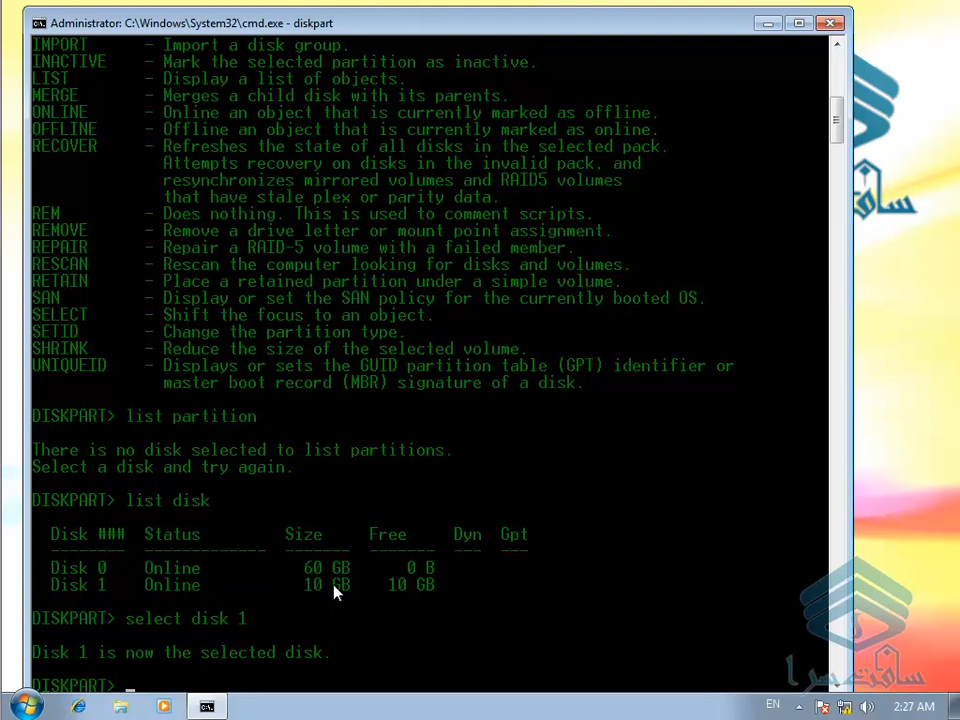 Administrator: C:\Windows\System32\cmd.exe - diskpart
IMPORT - Import a disk group.
INACTIVE - Mark the selected partition as inactive.
LIST - Display a list of objects.
MERGE - Merges a child disk with its parents.
ONLINE - Online an object that is currently marked as offline.
OFFLINE - Offline an object that is currently marked as online.
RECOVER - Refreshes the state of all disks in the selected pack.
Attempts recovery on disks in the invalid pack, and
resynchronizes mirrored volumes and RAID5 volumes
that have stale plex or parity data.
REM - Does nothing. This is used to comment scripts.
REMOVE - Remove a drive letter or mount point assignment.
REPAIR - Repair a RAID-5 volume with a failed member.
RESCAN - Rescan the computer looking for disks and volumes.
RETAIN - Place a retained partition under a simple volume.
SAN - Display or set the SAN policy for the currently booted OS.
SELECT - Shift the focus to an object.
SETID - Change the partition type.
SHRINK - Reduce the size of the selected volume.
UNIQUEID - Displays or sets the GUID partition table (GPT) identifier or
master boot record (MBR) signature of a disk.
DISKPART> list partition
There is no disk selected to list partitions.
Select a disk and try again.
DISKPART> list disk
Disk ### Status Size Free Dyn Gpt
-------- ------------- ------- ------- --- ---
Disk 0 Online 60 GB 0 B
Disk 1 Online 10 GB 10 GB
DISKPART> select disk 1
Disk 1 is now the selected disk.
DISKPART>
سافت سرا
EN 2:27 AM